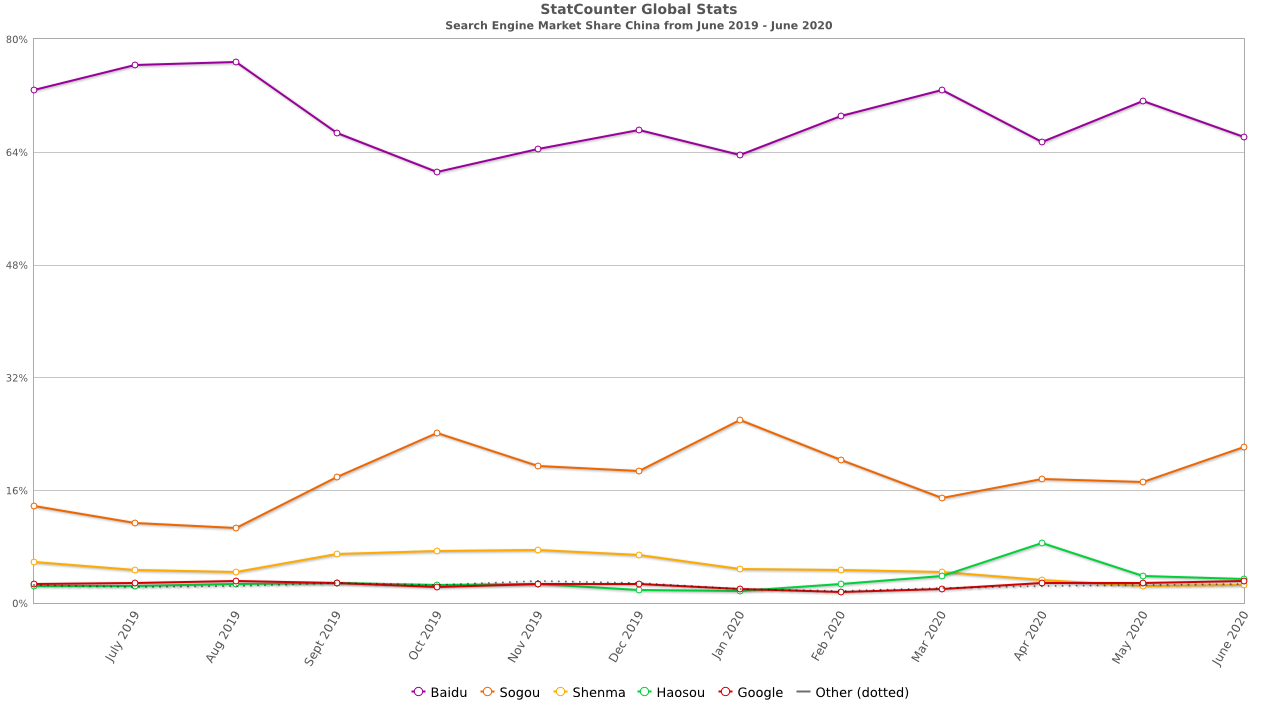 StatCounter Global Stats
Search Engine Market Share China from June 2019 - June 2020
80%
64%
48%
32%
16%
0%
July 2019
Aug 2019
Sept 2019
Oct 2019
Nov 2019
Dec 2019
Jan 2020
Feb 2020
Mar 2020
Apr 2020
May 2020
June 2020
Baidu Sogou Shenma Haosou Google Other (dotted)